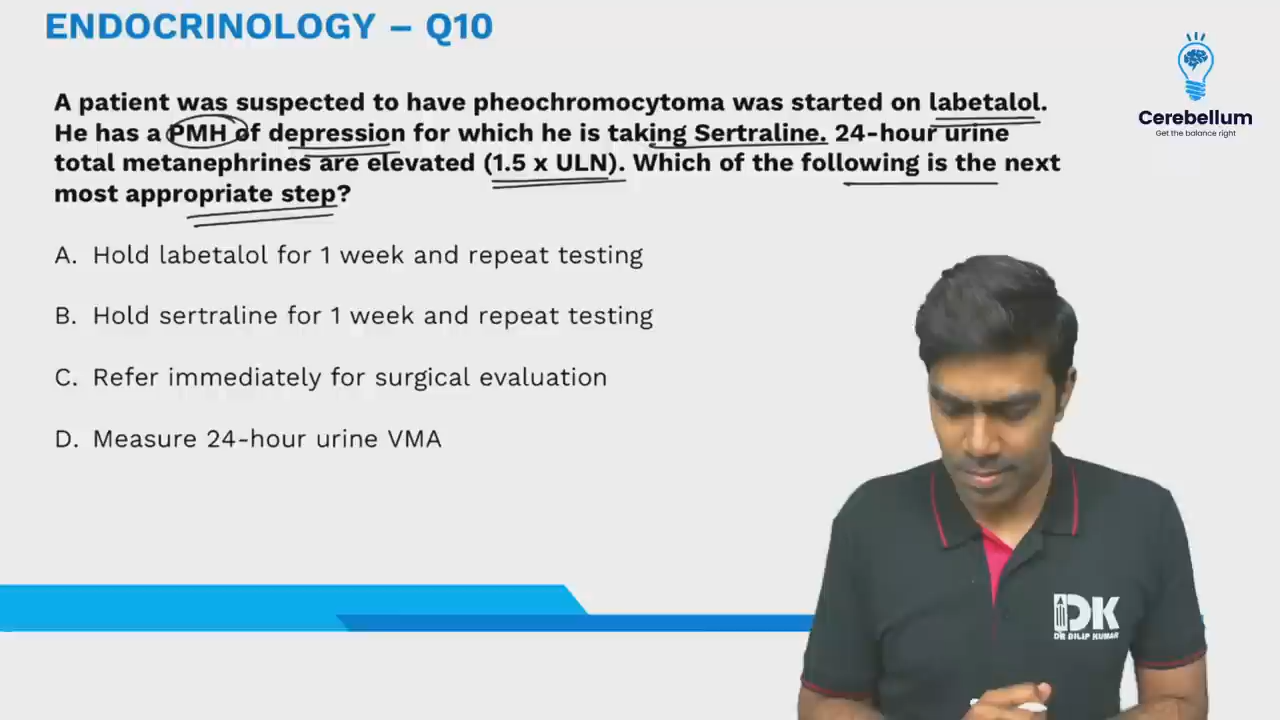 ENDOCRINOLOGY – Q10
A patient was suspected to have pheochromocytoma was started on labetalol.
He has a PMH of depression for which he is taking Sertraline. 24-hour urine
total metanephrines are elevated (1.5 x ULN). Which of the following is the next
most appropriate step?
A. Hold labetalol for 1 week and repeat testing
B. Hold sertraline for 1 week and repeat testing
C. Refer immediately for surgical evaluation
D. Measure 24-hour urine VMA
Cerebellum
Get the balance right
DK
DR DILIP KUMAR